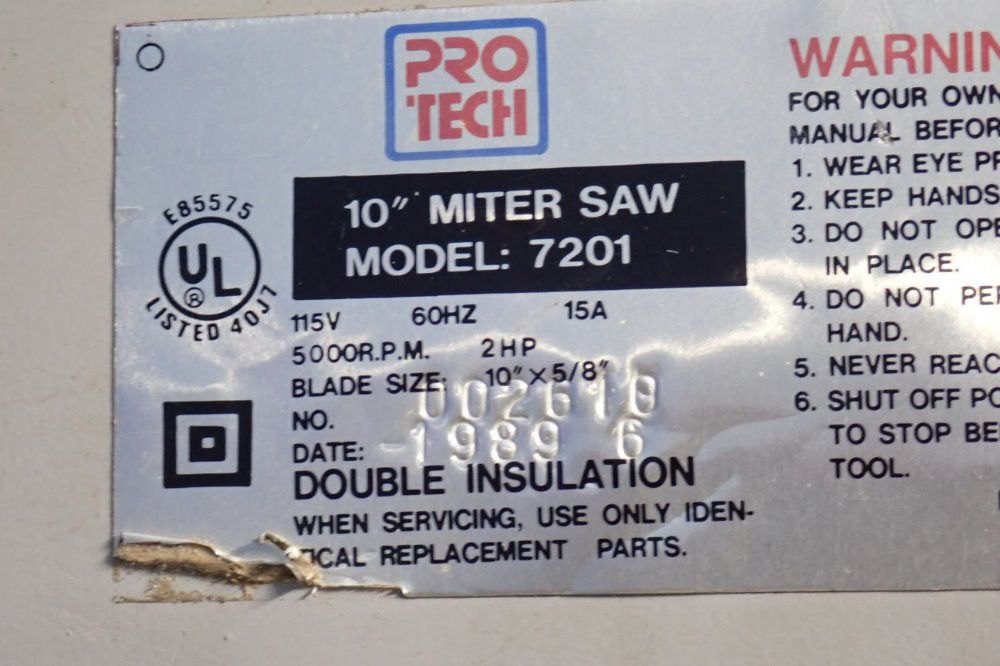 PRO
TECH
10" MITER SAW
MODEL: 7201
E85575
UL
®
LISTED 40J7
115V 60HZ 15A
5000R.P.M. 2HP
BLADE SIZE: 10" × 5/8"
NO. 002610
DATE: 1989 6
DOUBLE INSULATION
WHEN SERVICING, USE ONLY IDEN-
TICAL REPLACEMENT PARTS.
WARNIN
FOR YOUR OWN
MANUAL BEFOR
1. WEAR EYE PR
2. KEEP HANDS
3. DO NOT OPE
IN PLACE.
4. DO NOT PER
HAND.
5. NEVER REAC
6. SHUT OFF PO
TO STOP BE
TOOL.